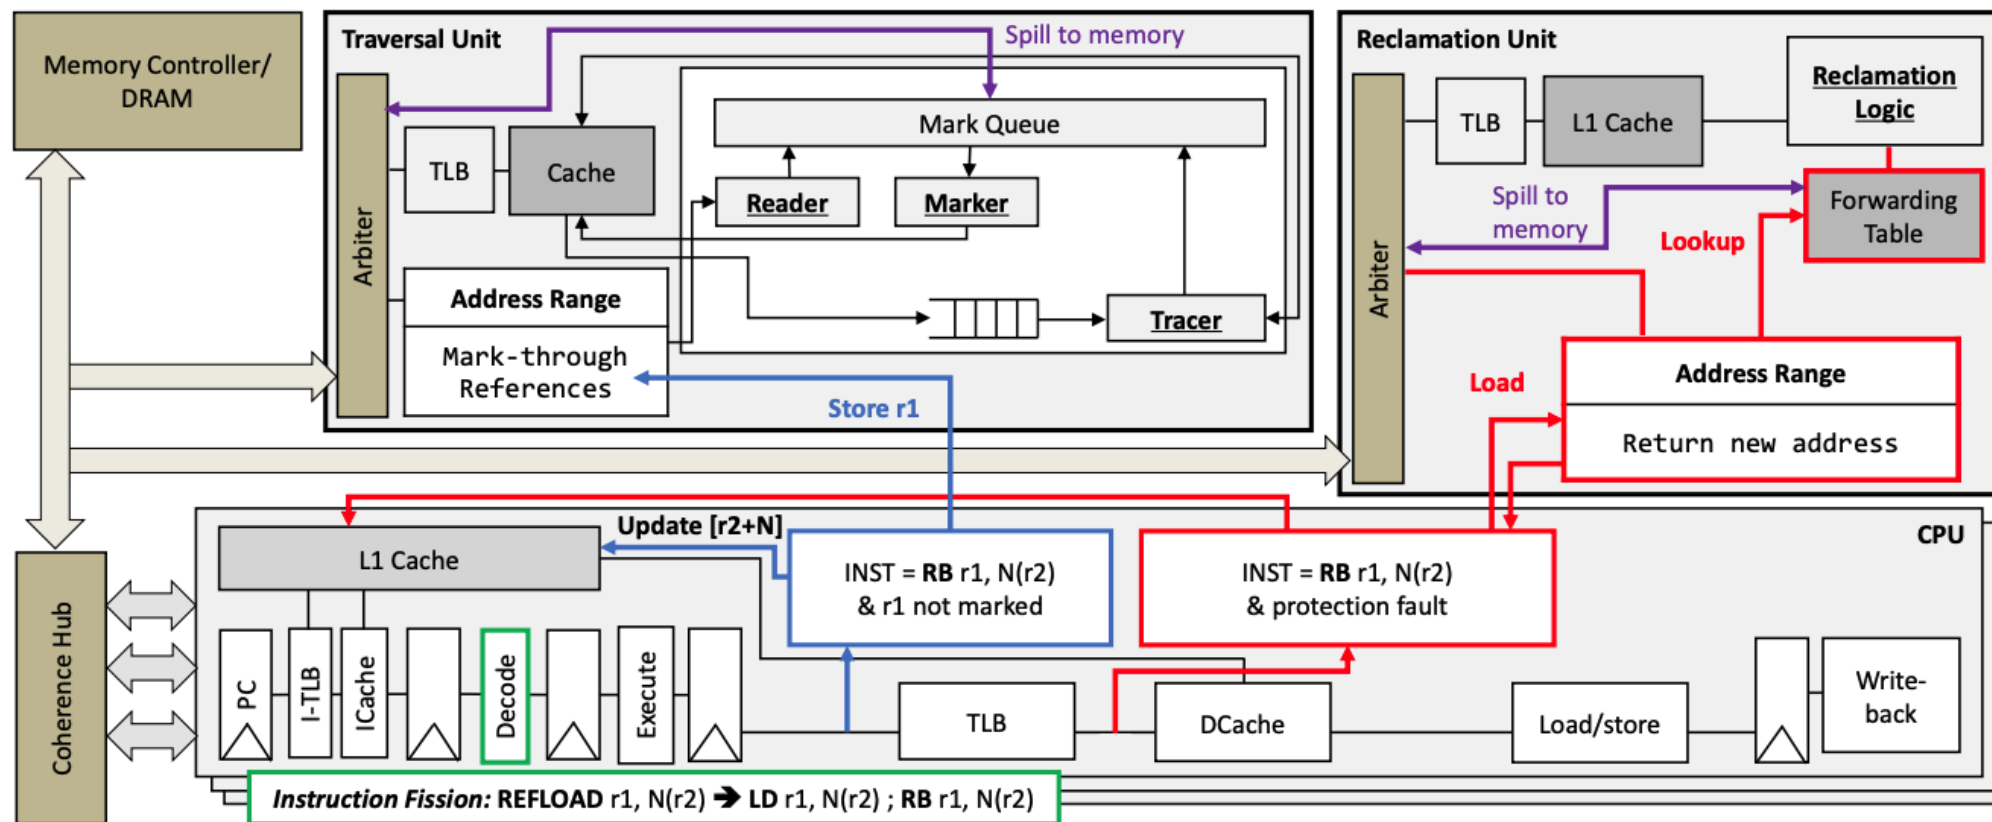 Memory Controller/
DRAM
Traversal Unit
Spill to memory
Arbiter
TLB
Cache
Mark Queue
Reader
Marker
Tracer
Address Range
Mark-through
References
Store r1
Reclamation Unit
Arbiter
TLB
L1 Cache
Reclamation
Logic
Spill to
memory
Forwarding
Table
Lookup
Load
Address Range
Return new address
CPU
Coherence Hub
L1 Cache
Update [r2+N]
INST = RB r1, N(r2)
& r1 not marked
INST = RB r1, N(r2)
& protection fault
PC
I-TLB
ICache
Decode
Execute
TLB
DCache
Load/store
Write-
back
Instruction Fission: REFLOAD r1, N(r2) ➔ LD r1, N(r2) ; RB r1, N(r2)